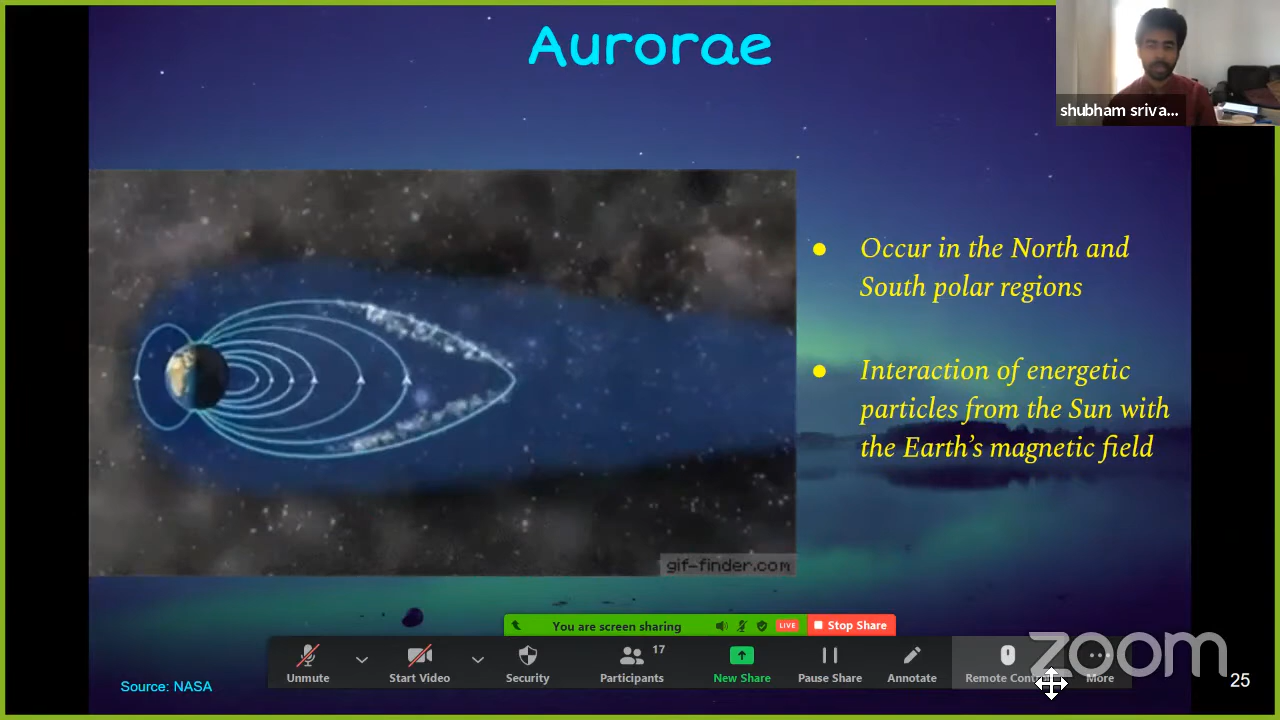 Aurorae
shubham sriva...
● Occur in the North and
South polar regions
● Interaction of energetic
particles from the Sun with
the Earth's magnetic field
gif-finder.com
You are screen sharing
LIVE
Stop Share
17
Unmute
Start Video
Security
Participants
New Share
Pause Share
Annotate
Remote Cont
More
zoom
Source: NASA
25